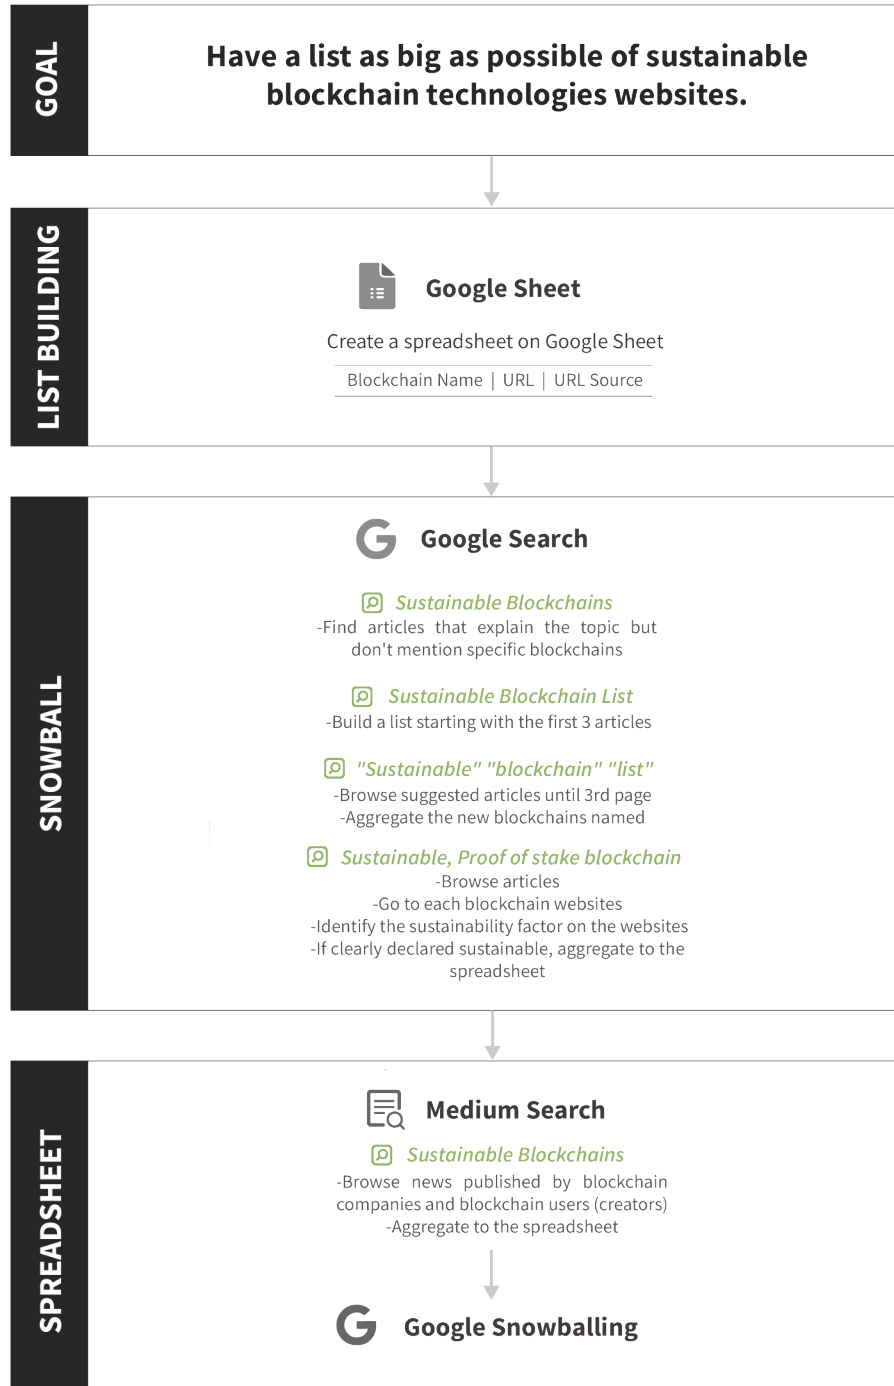 GOAL
Have a list as big as possible of sustainable
blockchain technologies websites.
LIST BUILDING
Google Sheet
Create a spreadsheet on Google Sheet
Blockchain Name | URL | URL Source
SNOWBALL
Google Search
Sustainable Blockchains
-Find articles that explain the topic but
don't mention specific blockchains
Sustainable Blockchain List
-Build a list starting with the first 3 articles
"Sustainable" "blockchain" "list"
-Browse suggested articles until 3rd page
-Aggregate the new blockchains named
Sustainable, Proof of stake blockchain
-Browse articles
-Go to each blockchain websites
-Identify the sustainability factor on the websites
-If clearly declared sustainable, aggregate to the
spreadsheet
SPREADSHEET
Medium Search
Sustainable Blockchains
-Browse news published by blockchain
companies and blockchain users (creators)
-Aggregate to the spreadsheet
Google Snowballing